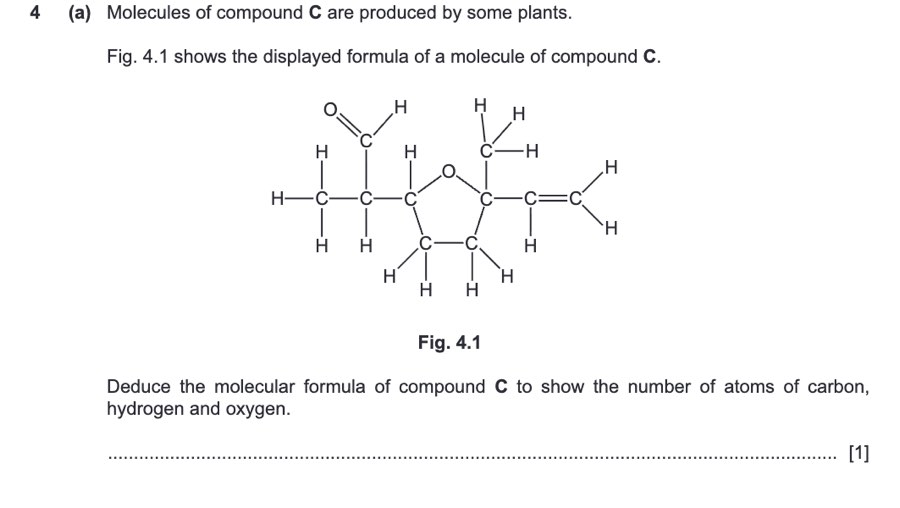 4 (a) Molecules of compound C are produced by some plants.
Fig. 4.1 shows the displayed formula of a molecule of compound C.
O H H H
C
H H C H
O H
H C C C C C C
H
H H C C H
H H
H H
Fig. 4.1
Deduce the molecular formula of compound C to show the number of atoms of carbon,
hydrogen and oxygen.
.......................................................................................................................................... [1]